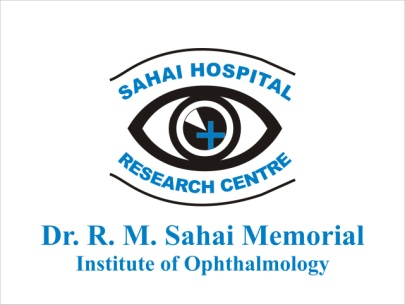 SAHAI HOSPITAL
RESEARCH CENTRE
Dr. R. M. Sahai Memorial
Institute of Ophthalmology